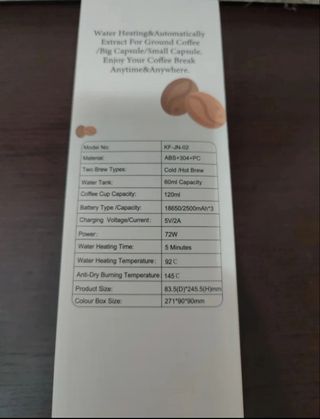 Water Heating&Automatically
Extract For Ground Coffee
/Big Capsule/Small Capsule.
Enjoy Your Coffee Break
Anytime&Anywhere.
Model No: KF-JN-02
Material: ABS+304+PC
Two Brew Types: Cold /Hot Brew
Water Tank: 60ml Capacity
Coffee Cup Capacity: 120ml
Battery Type /Capacity: 18650/2500mAh*3
Charging Voltage/Current: 5V/2A
Power: 72W
Water Heating Time: 5 Minutes
Water Heating Temperature: 92℃
Anti-Dry Burning Temperature: 145℃
Product Size: 83.5(D)*245.5(H)mm
Colour Box Size: 271*90*90mm